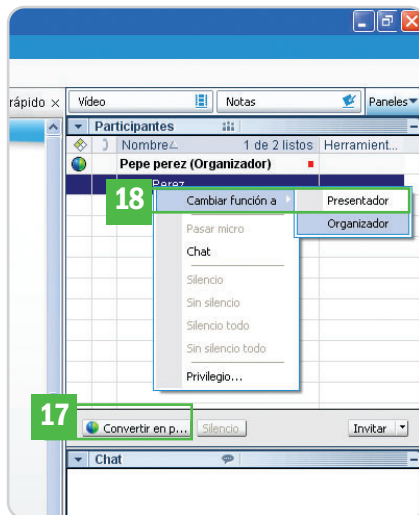 rápido ×
Vídeo Notas Paneles
Participantes
Nombre 1 de 2 listos Herramient...
Pepe perez (Organizador)
Perez
18
Cambiar función a
Presentador
Organizador
Pasar micro
Chat
Silencio
Sin silencio
Silencio todo
Sin silencio todo
Privilegio...
17
Convertir en p... Silencio Invitar
Chat